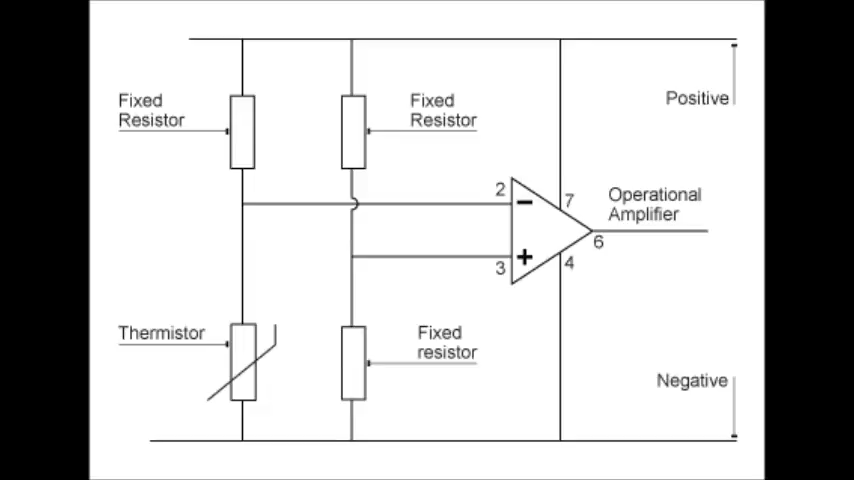 Fixed
Resistor
Fixed
Resistor
Positive
2
7
Operational
Amplifier
6
3
4
Thermistor
Fixed
resistor
Negative